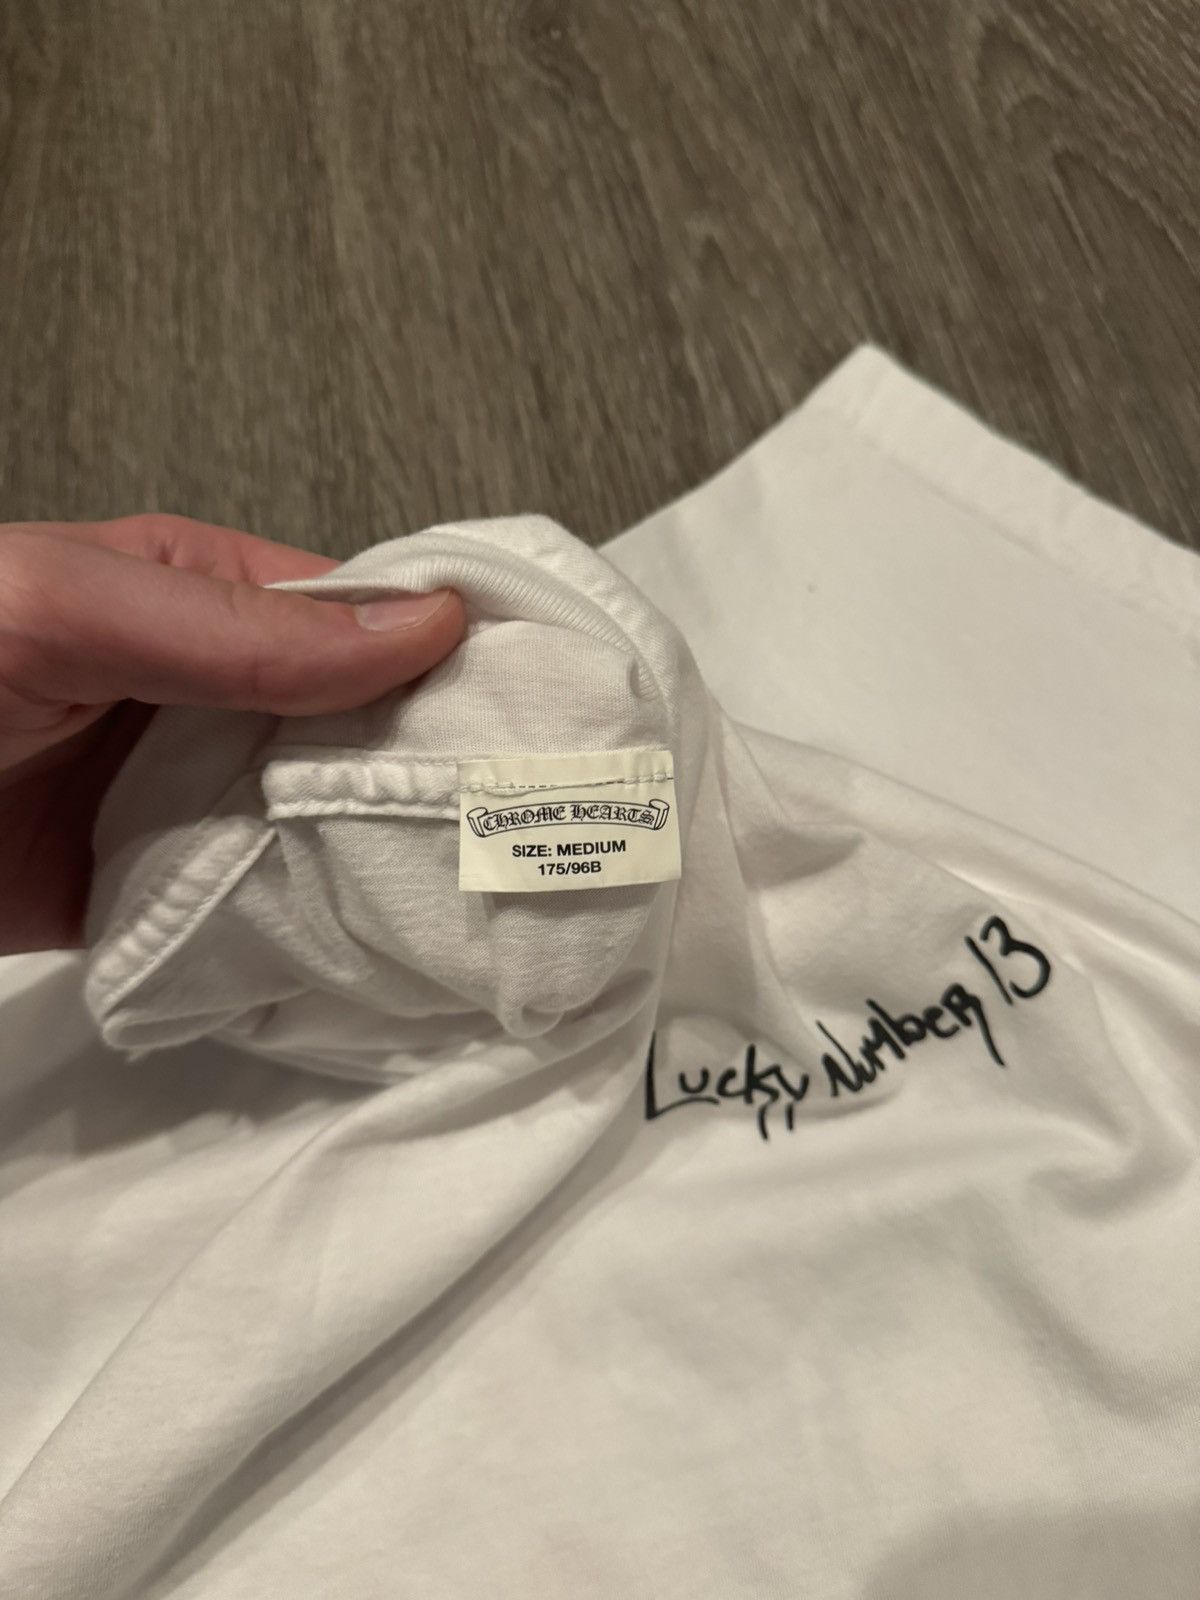 CHROME HEARTS
SIZE: MEDIUM
175/96B
Lucky Number 13